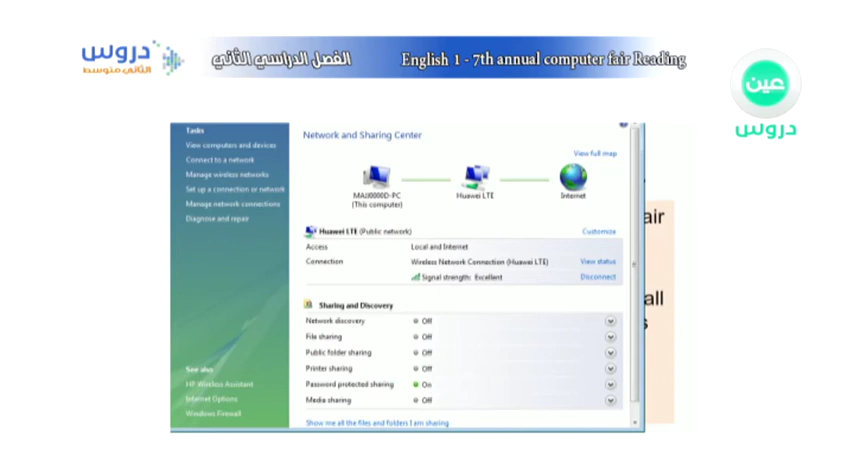 دروس
الثاني متوسط
الفصل الدراسي الثاني
English 1 - 7th annual computer fair Reading
عين
دروس
Tasks
View computers and devices
Connect to a network
Manage wireless networks
Set up a connection or network
Manage network connections
Diagnose and repair
See also
HP Wireless Assistant
Internet Options
Windows Firewall
Network and Sharing Center
View full map
MAJJ0000D-PC
(This computer)
Huawei LTE
Internet
Huawei LTE (Public network)
Customize
Access
Local and Internet
Connection
Wireless Network Connection (Huawei LTE)
View status
Signal strength: Excellent
Disconnect
Sharing and Discovery
Network discovery
Off
File sharing
Off
Public folder sharing
Off
Printer sharing
Off
Password protected sharing
On
Media sharing
Off
Show me all the files and folders I am sharing
air
all
s